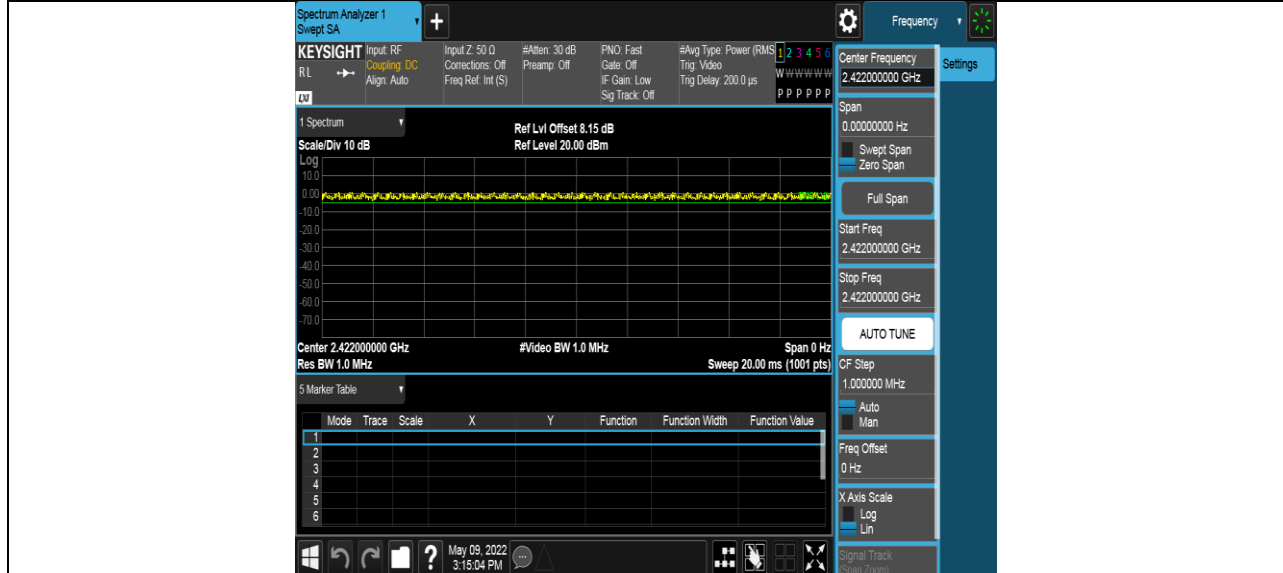 Spectrum Analyzer 1
Swept SA
+
Frequency
KEYSIGHT
RL
LXI
Input: RF
Coupling: DC
Align: Auto
Input Z: 50 Ω
Corrections: Off
Freq Ref: Int (S)
#Atten: 30 dB
Preamp: Off
PNO: Fast
Gate: Off
IF Gain: Low
Sig Track: Off
#Avg Type: Power (RMS
Trig: Video
Trig Delay: 200.0 µs
1 2 3 4 5 6
W W W W W W
P P P P P P
1 Spectrum
Scale/Div 10 dB
Ref Lvl Offset 8.15 dB
Ref Level 20.00 dBm
Log
10.0
0.00
-10.0
-20.0
-30.0
-40.0
-50.0
-60.0
-70.0
Center 2.422000000 GHz
#Video BW 1.0 MHz
Span 0 Hz
Res BW 1.0 MHz
Sweep 20.00 ms (1001 pts)
5 Marker Table
Mode Trace Scale X Y Function Function Width Function Value
1
2
3
4
5
6
?
May 09, 2022
3:15:04 PM
Center Frequency
2.422000000 GHz
Span
0.00000000 Hz
Swept Span
Zero Span
Full Span
Start Freq
2.422000000 GHz
Stop Freq
2.422000000 GHz
AUTO TUNE
CF Step
1.000000 MHz
Auto
Man
Freq Offset
0 Hz
X Axis Scale
Log
Lin
Signal Track
(Span Zoom)
Settings